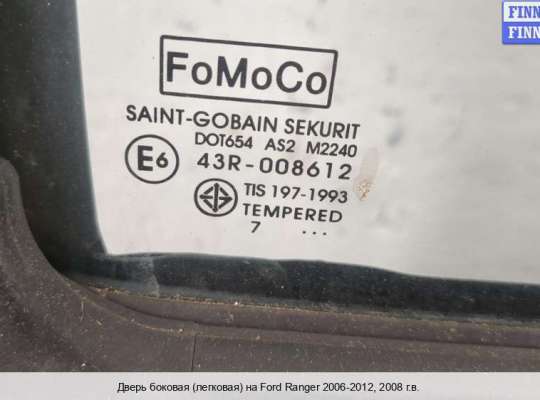 FINN
FINN
FoMoCo
SAINT-GOBAIN SEKURIT
DOT654 AS2 M2240
E6 43R-008612
TIS 197-1993
TEMPERED
7 ...
Дверь боковая (легковая) на Ford Ranger 2006-2012, 2008 г.в.